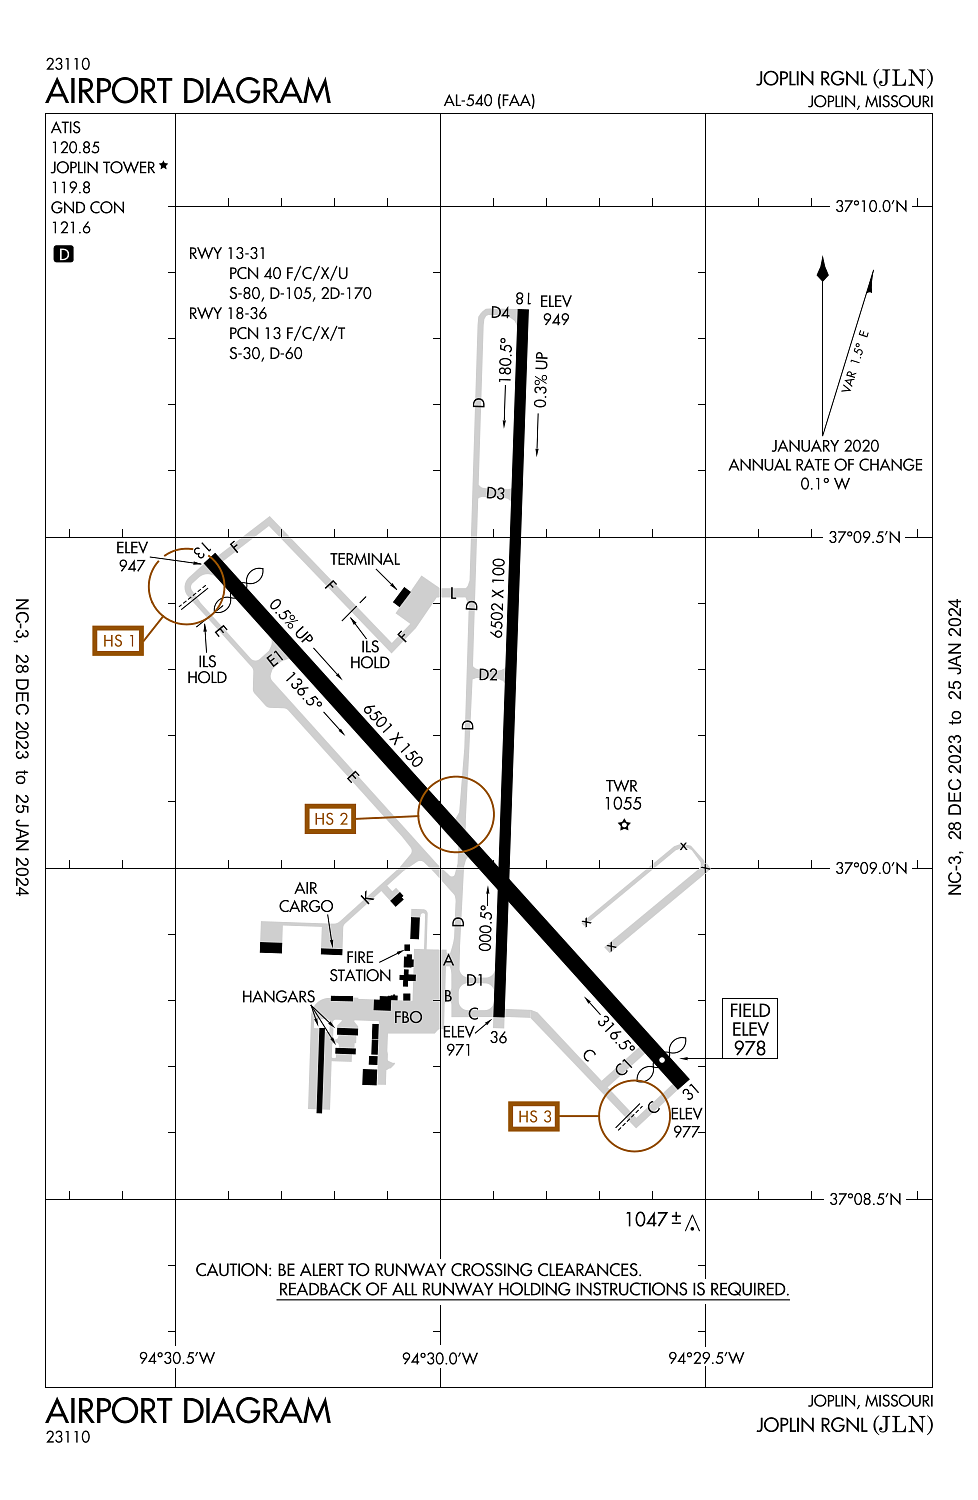 23110
AIRPORT DIAGRAM
AL-540 (FAA)
JOPLIN RGNL (JLN)
JOPLIN, MISSOURI
ATIS
120.85
JOPLIN TOWER ★
119.8
GND CON
121.6
D
RWY 13-31
PCN 40 F/C/X/U
S-80, D-105, 2D-170
RWY 18-36
PCN 13 F/C/X/T
S-30, D-60
37°10.0'N
VAR 1.5° E
JANUARY 2020
ANNUAL RATE OF CHANGE
0.1° W
18
ELEV
949
D4
180.5°
0.3% UP
D
D3
37°09.5'N
ELEV
947
13
F
TERMINAL
F
L
D
6502 X 100
HS 1
E
ILS
HOLD
0.5% UP
ILS
HOLD
F
E1
136.5°
D2
6501 X 150
D
E
HS 2
TWR
1055
X
X
X
X
37°09.0'N
K
AIR
CARGO
D
000.5°
FIRE
STATION
A
D1
HANGARS
B
FBO
C
ELEV
971
36
316.5°
FIELD
ELEV
978
C
C1
HS 3
C
31
ELEV
977
37°08.5'N
1047±
CAUTION: BE ALERT TO RUNWAY CROSSING CLEARANCES.
READBACK OF ALL RUNWAY HOLDING INSTRUCTIONS IS REQUIRED.
94°30.5'W
94°30.0'W
94°29.5'W
NC-3, 28 DEC 2023 to 25 JAN 2024
NC-3, 28 DEC 2023 to 25 JAN 2024
AIRPORT DIAGRAM
23110
JOPLIN, MISSOURI
JOPLIN RGNL (JLN)